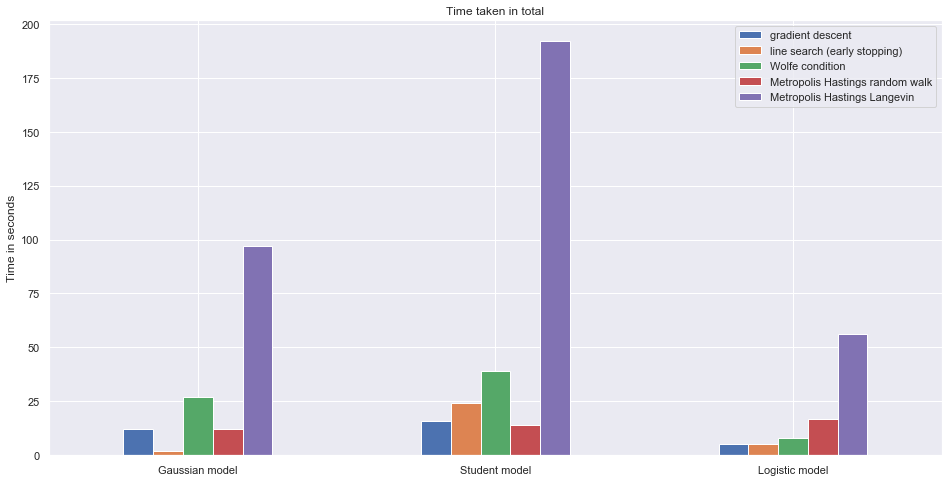 Time taken in total
200
175
150
125
100
75
50
25
0
Time in seconds
gradient descent
line search (early stopping)
Wolfe condition
Metropolis Hastings random walk
Metropolis Hastings Langevin
Gaussian model
Student model
Logistic model